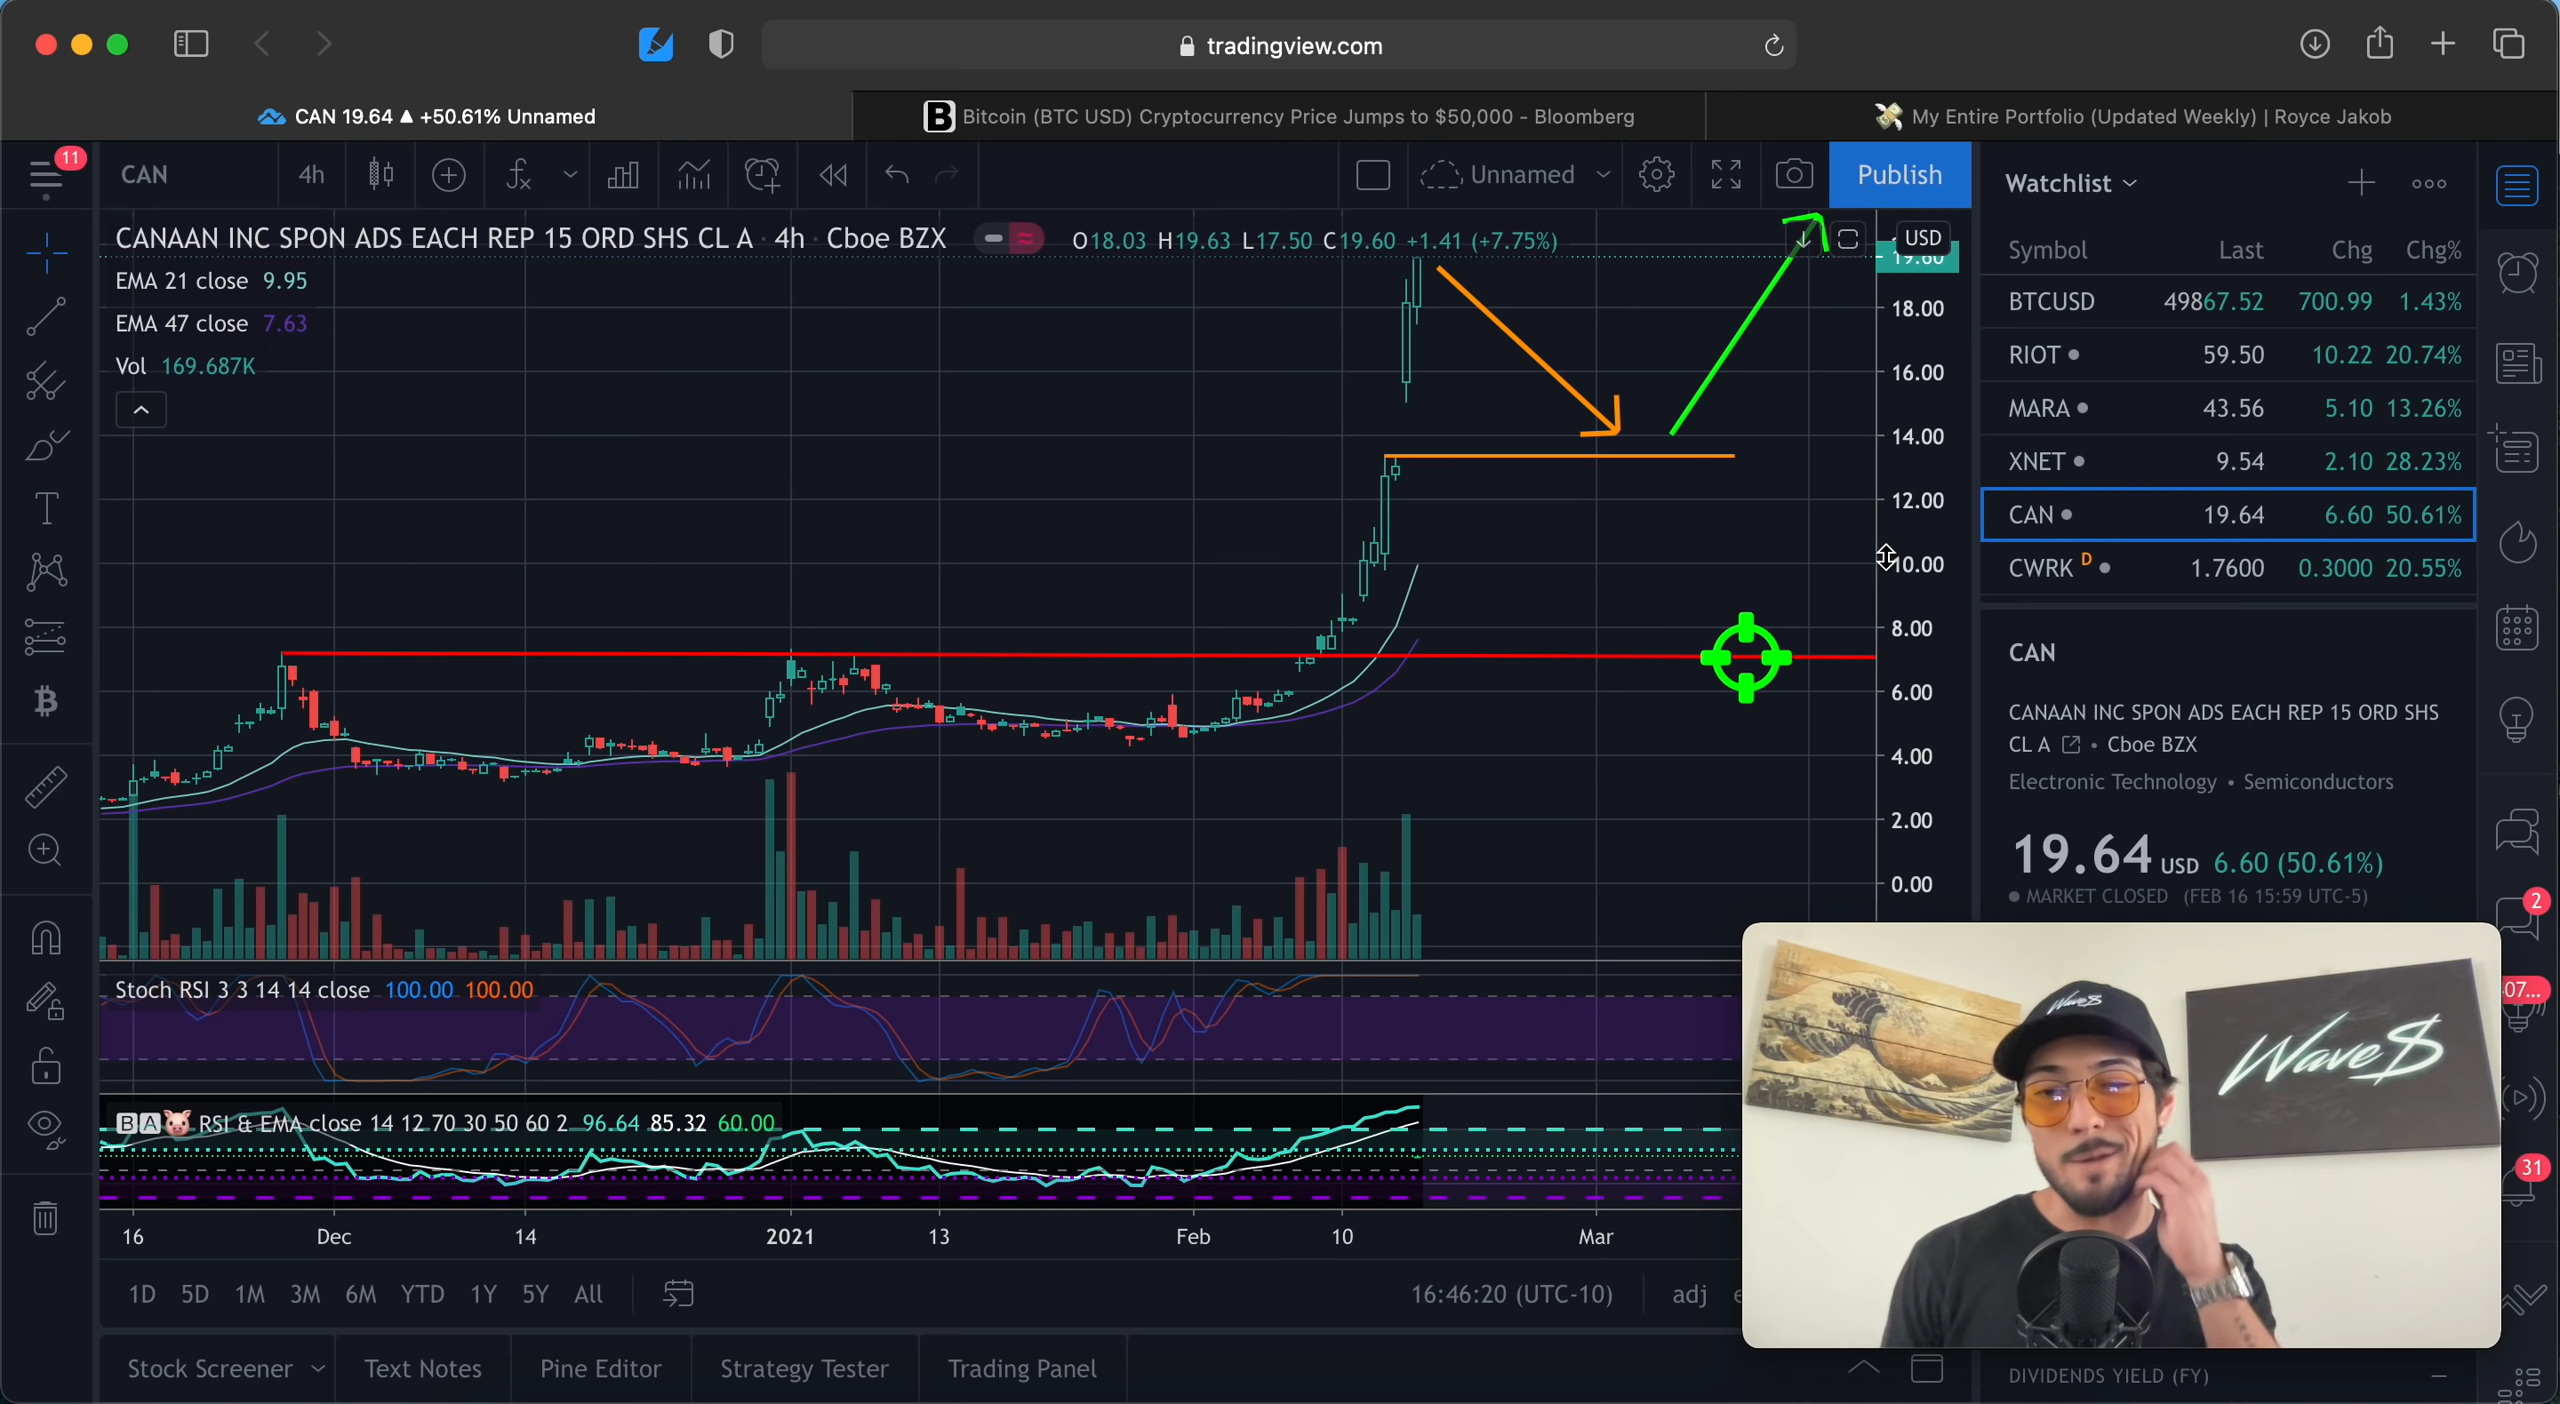 tradingview.com
CAN 19.64 ▲ +50.61% Unnamed
Bitcoin (BTC USD) Cryptocurrency Price Jumps to $50,000 - Bloomberg
My Entire Portfolio (Updated Weekly) | Royce Jakob
11
CAN
4h
Unnamed
Publish
Watchlist
CANAAN INC SPON ADS EACH REP 15 ORD SHS CL A · 4h · Cboe BZX
O18.03 H19.63 L17.50 C19.60 +1.41 (+7.75%)
USD
19.60
EMA 21 close 9.95
EMA 47 close 7.63
Vol 169.687K
18.00
16.00
14.00
12.00
10.00
8.00
6.00
4.00
2.00
0.00
Symbol Last Chg Chg%
BTCUSD 49867.52 700.99 1.43%
RIOT 59.50 10.22 20.74%
MARA 43.56 5.10 13.26%
XNET 9.54 2.10 28.23%
CAN 19.64 6.60 50.61%
CWRK D 1.7600 0.3000 20.55%
CAN
CANAAN INC SPON ADS EACH REP 15 ORD SHS
CL A • Cboe BZX
Electronic Technology • Semiconductors
19.64 USD 6.60 (50.61%)
MARKET CLOSED (FEB 16 15:59 UTC-5)
2
07...
31
Stoch RSI 3 3 14 14 close 100.00 100.00
BA🐷 RSI & EMA close 14 12 70 30 50 60 2 96.64 85.32 60.00
16 Dec 14 2021 13 Feb 10 Mar
1D 5D 1M 3M 6M YTD 1Y 5Y All
16:46:20 (UTC-10)
adj
Stock Screener
Text Notes
Pine Editor
Strategy Tester
Trading Panel
Wave$
Wave$
DIVIDENDS YIELD (FY) —